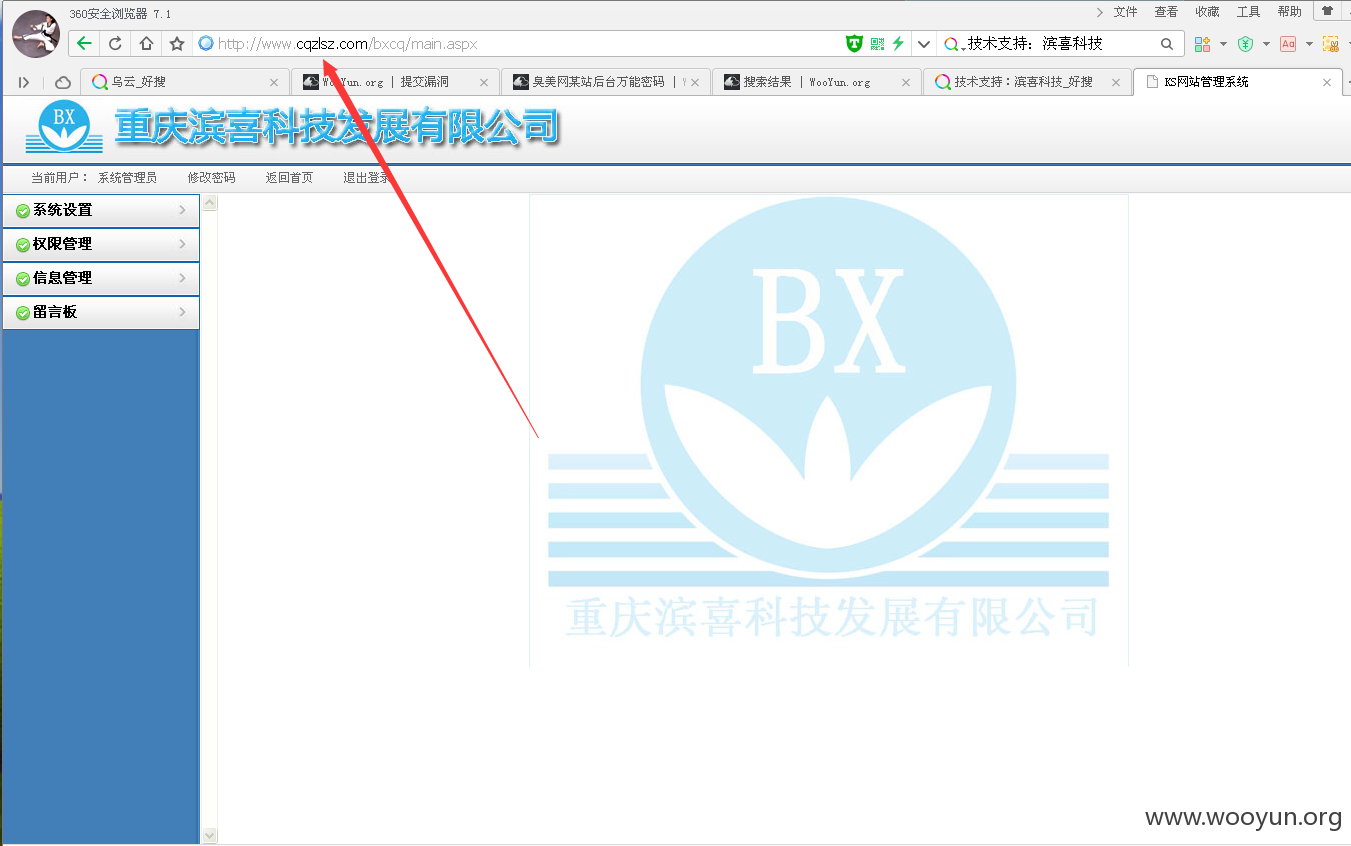 360安全浏览器 7.1
文件 查看 收藏 工具 帮助
http://www.cqzlsz.com/bxcq/main.aspx
技术支持：滨喜科技
乌云_好搜
WooYun.org | 提交漏洞
臭美网某站后台万能密码 |
搜索结果 | WooYun.org
技术支持：滨喜科技_好搜
KS网站管理系统
BX
重庆滨喜科技发展有限公司
当前用户： 系统管理员 修改密码 返回首页 退出登录
系统设置
权限管理
信息管理
留言板
BX
重庆滨喜科技发展有限公司
www.wooyun.org